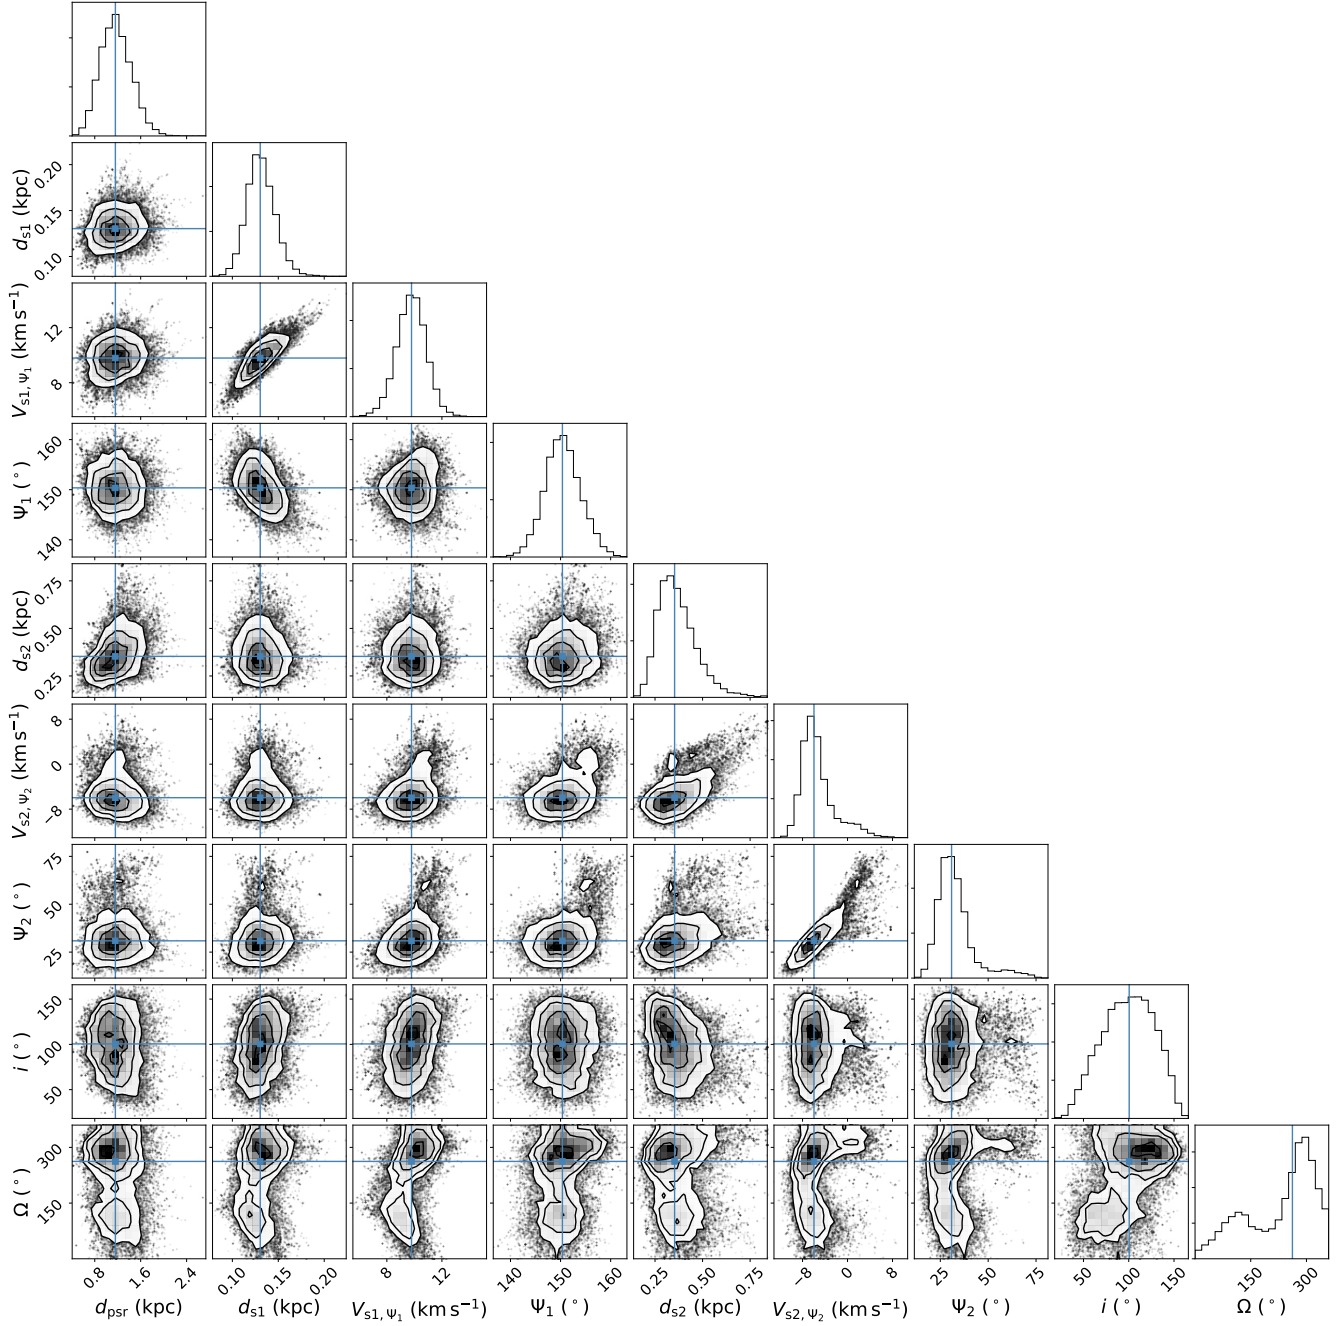 d_s1 (kpc)
0.20
0.15
0.10
V_s1,Ψ1 (km s⁻¹)
12
8
Ψ₁ (°)
160
150
140
d_s2 (kpc)
0.75
0.50
0.25
V_s2,Ψ2 (km s⁻¹)
8
0
−8
Ψ₂ (°)
75
50
25
i (°)
150
100
50
Ω (°)
300
150
0.8 1.6 2.4 0.10 0.15 0.20 8 12 140 150 160 0.25 0.50 0.75 −8 0 8 25 50 75 50 100 150 150 300
d_psr (kpc) d_s1 (kpc) V_s1,Ψ1 (km s⁻¹) Ψ₁ (°) d_s2 (kpc) V_s2,Ψ2 (km s⁻¹) Ψ₂ (°) i (°) Ω (°)